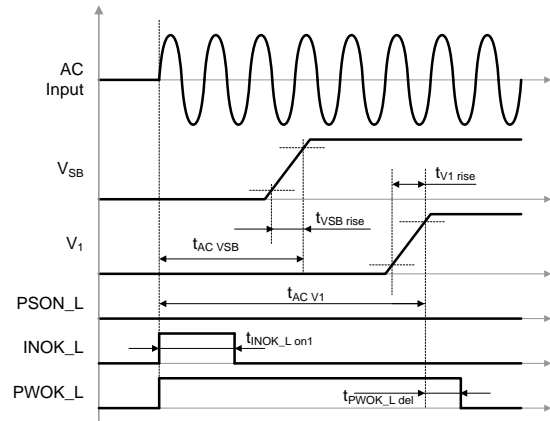 AC
Input
VSB
tV1 rise
tVSB rise
V1
tAC VSB
tAC V1
PSON_L
INOK_L
tINOK_L on1
PWOK_L
tPWOK_L del